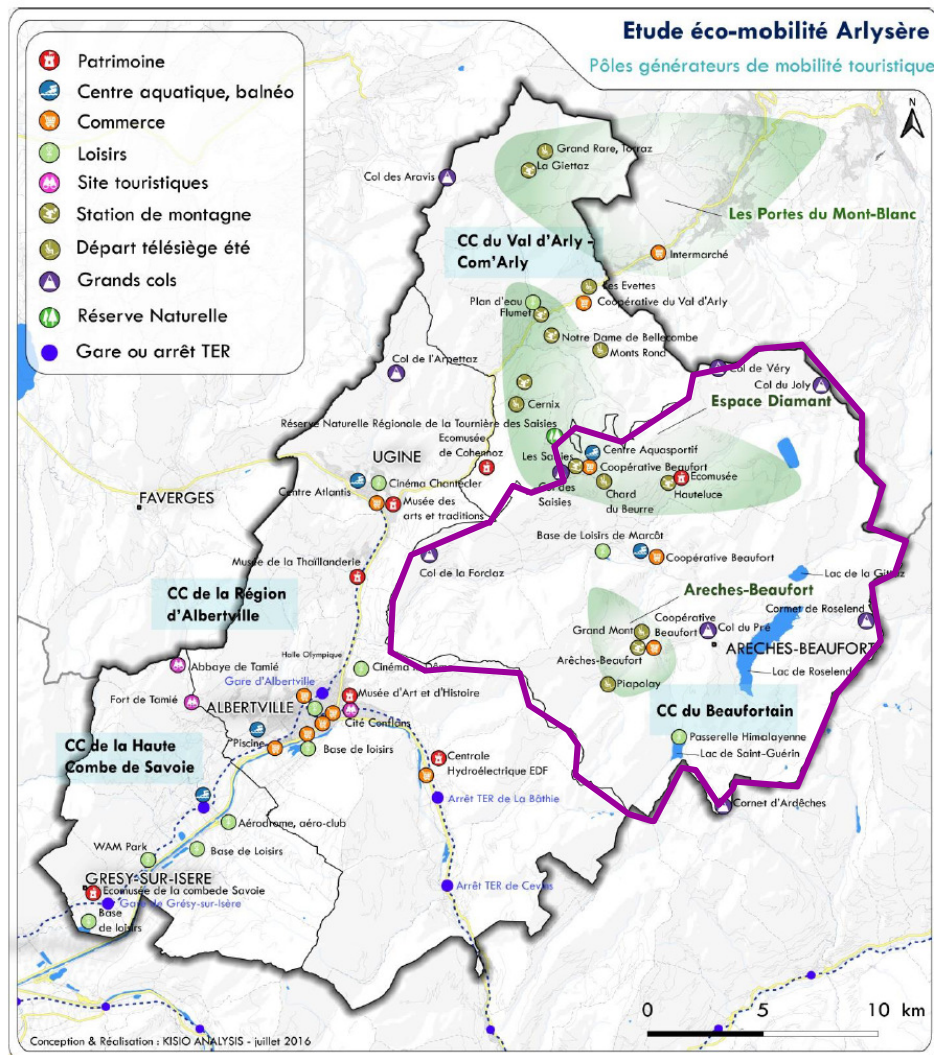 Etude éco-mobilité Arlysère
Pôles générateurs de mobilité touristique
Patrimoine
Centre aquatique, balnéo
Commerce
Loisirs
Site touristiques
Station de montagne
Départ télésiège été
Grands cols
Réserve Naturelle
Gare ou arrêt TER
N
Grand Rare, Torraz
La Giettaz
Col des Aravis
Les Portes du Mont-Blanc
CC du Val d'Arly -
Com'Arly
Intermarché
Les Evettes
Plan d'eau
Coopérative du Val d'Arly
Flumet
Notre Dame de Bellecombe
Monts Rond
Col de l'Arpettaz
Col de Véry
Col du Joly
Cernix
Espace Diamant
Réserve Naturelle Régionale de la Tournière des Saisies
Ecomusée
de Cohennoz
UGINE
Les Saisies
Centre Aquasportif
Coopérative Beaufort
Ecomusée
Hauteluce
Cinéma Chantecler
Col des
Saisies
Chard
du Beurre
Centre Atlantis
FAVERGES
Musée des
arts et traditions
Base de Loisirs de Marcôt
Coopérative Beaufort
Musée de la Thaïllanderie
Col de la Forclaz
Lac de la Gittaz
CC de la Région
d'Albertville
Areches-Beaufort
Cormet de Roselend
Coopérative
Beaufort
Grand Mont
Col du Pré
ARECHES-BEAUFORT
Halle Olympique
Arêches-Beaufort
Abbaye de Tamié
Cinéma
Gare d'Albertville
Lac de Roselend
Piapolay
Fort de Tamié
Musée d'Art et d'Histoire
ALBERTVILLE
Cité Conflans
CC du Beaufortain
CC de la Haute
Combe de Savoie
Piscine
Base de loisirs
Passerelle Himalayenne
Lac de Saint-Guérin
Centrale
Hydroélectrique EDF
Arrêt TER de La Bâthie
Cornet d'Arêches
Aérodrome, aéro-club
WAM Park
Base de Loisirs
GRESY-SUR-ISERE
Ecomusée de la combede Savoie
Gare de Grésy-sur-Isère
Arrêt TER de Cevins
Base
de loisirs
0 5 10 km
Conception & Réalisation : KISIO ANALYSIS - juillet 2016